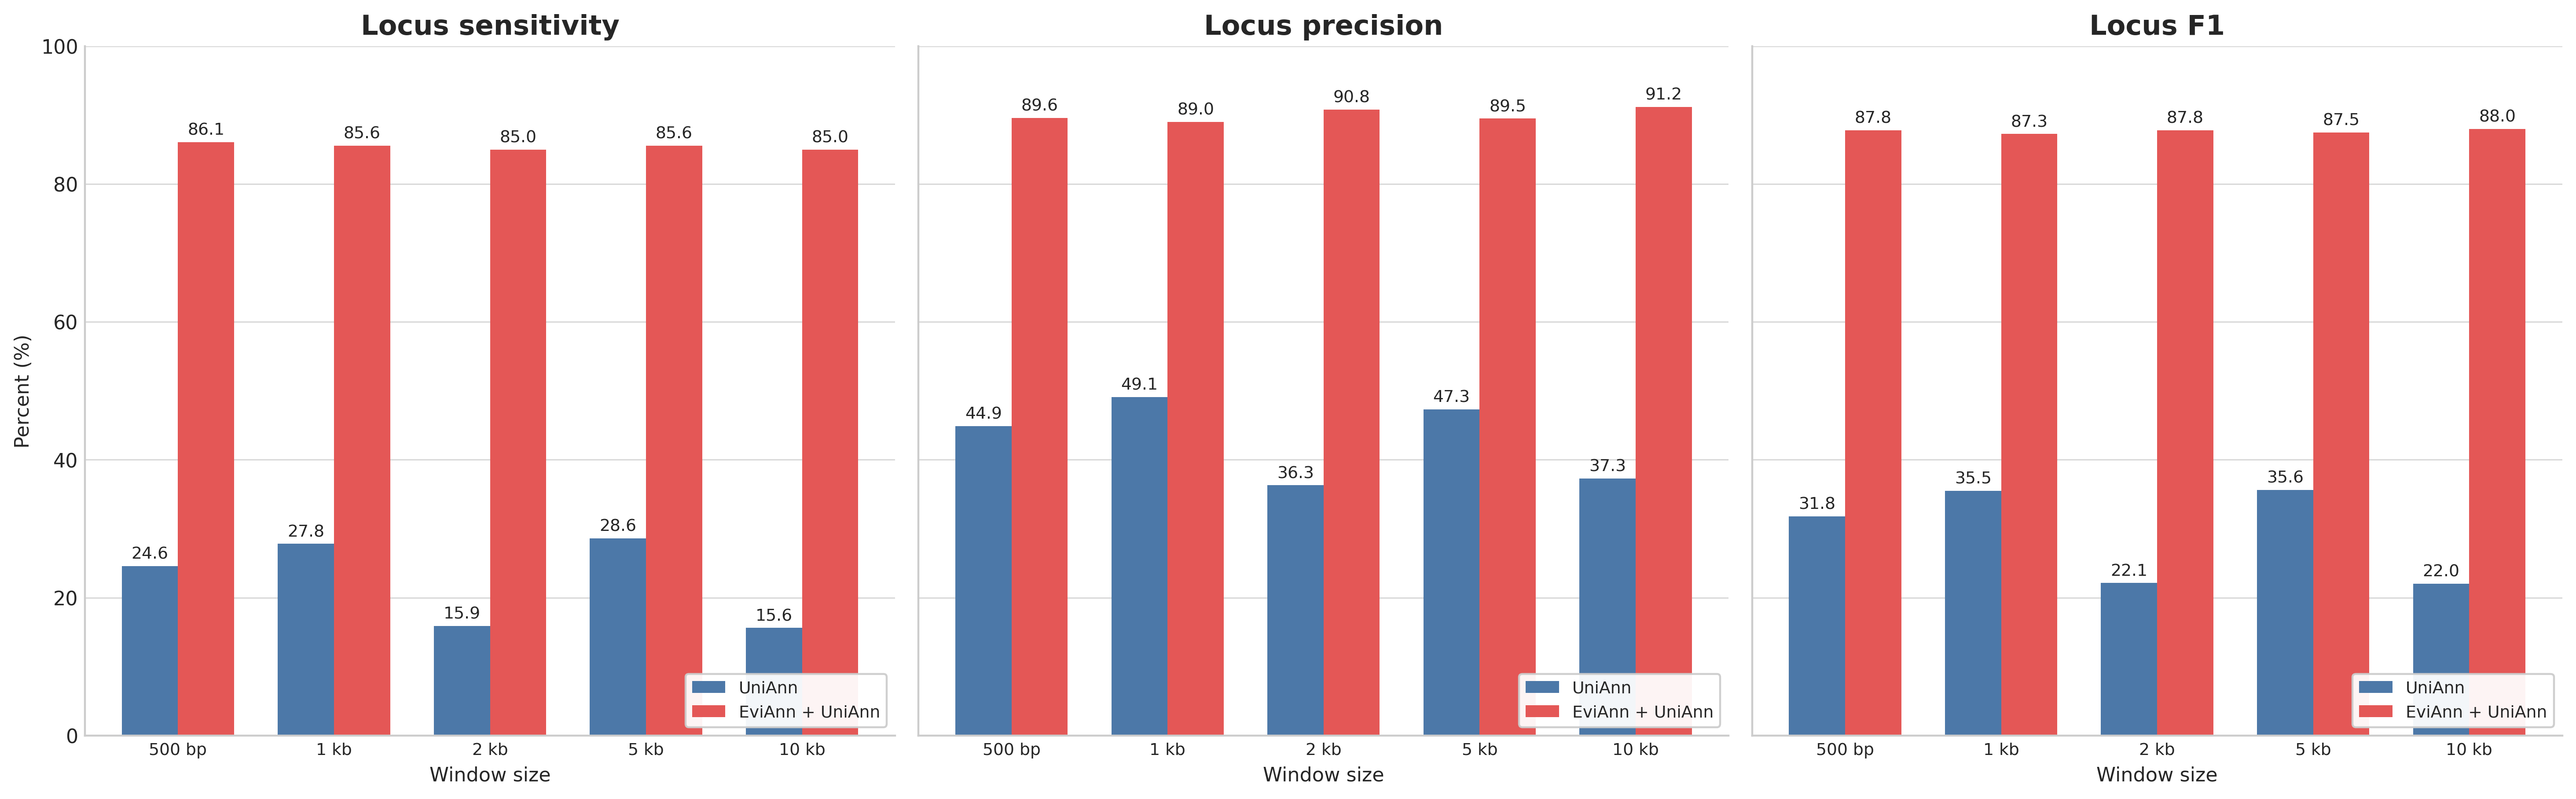 Locus sensitivity
Percent (%)
100
80
60
40
20
0
24.6
86.1
27.8
85.6
15.9
85.0
28.6
85.6
15.6
85.0
500 bp
1 kb
2 kb
5 kb
10 kb
Window size
UniAnn
EviAnn + UniAnn
Locus precision
44.9
89.6
49.1
89.0
36.3
90.8
47.3
89.5
37.3
91.2
500 bp
1 kb
2 kb
5 kb
10 kb
Window size
UniAnn
EviAnn + UniAnn
Locus F1
31.8
87.8
35.5
87.3
22.1
87.8
35.6
87.5
22.0
88.0
500 bp
1 kb
2 kb
5 kb
10 kb
Window size
UniAnn
EviAnn + UniAnn